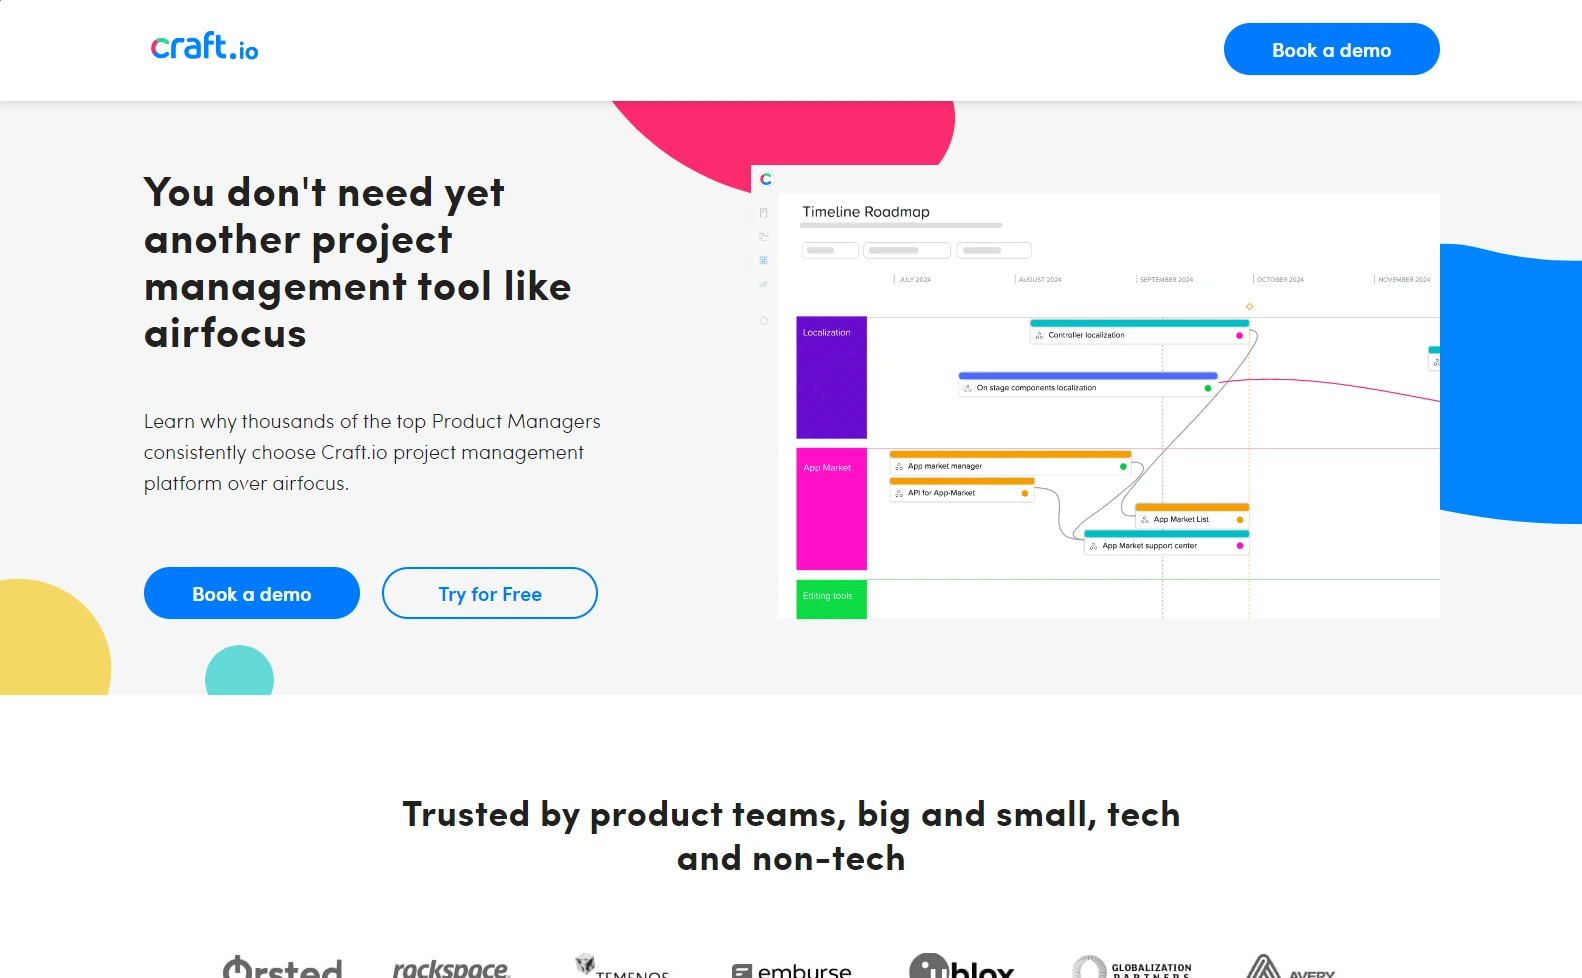 craft.io
Book a demo
You don't need yet
another project
management tool like
airfocus
Learn why thousands of the top Product Managers
consistently choose Craft.io project management
platform over airfocus.
Book a demo
Try for Free
Timeline Roadmap
JULY 2024
AUGUST 2024
SEPTEMBER 2024
OCTOBER 2024
NOVEMBER 2024
Localization
Controller localization
On stage components localization
App Market
App market manager
API for App-Market
App Market List
App Market support center
Editing tools
Trusted by product teams, big and small, tech
and non-tech
Ørsted
rackspace
TEMENOS
emburse
ublox
GLOBALIZATION
PARTNERS
AVERY